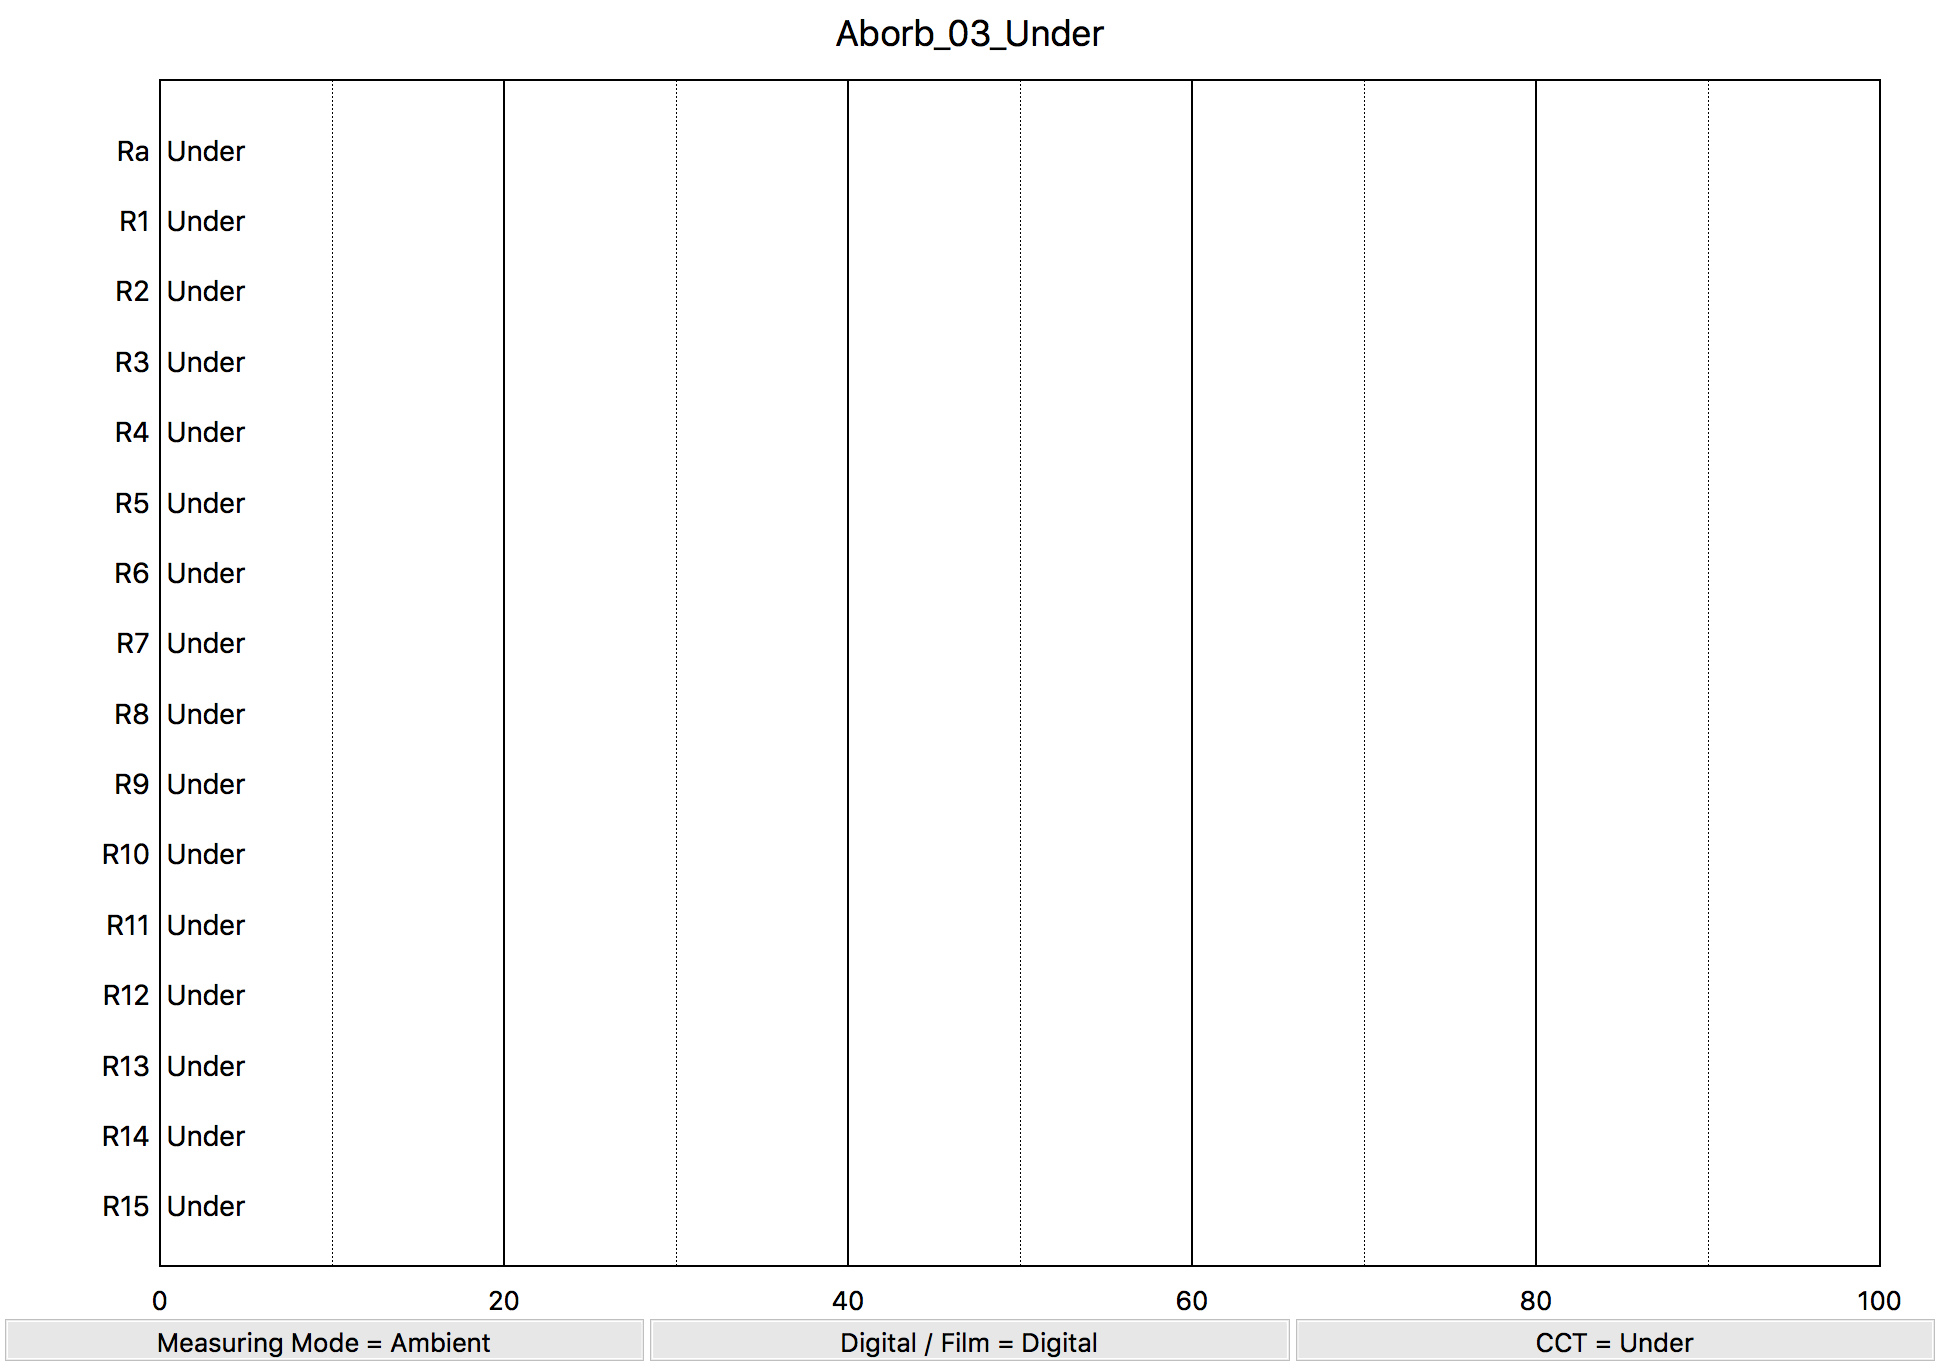 Aborb_03_Under
Ra Under
R1 Under
R2 Under
R3 Under
R4 Under
R5 Under
R6 Under
R7 Under
R8 Under
R9 Under
R10 Under
R11 Under
R12 Under
R13 Under
R14 Under
R15 Under
0 20 40 60 80 100
Measuring Mode = Ambient Digital / Film = Digital CCT = Under